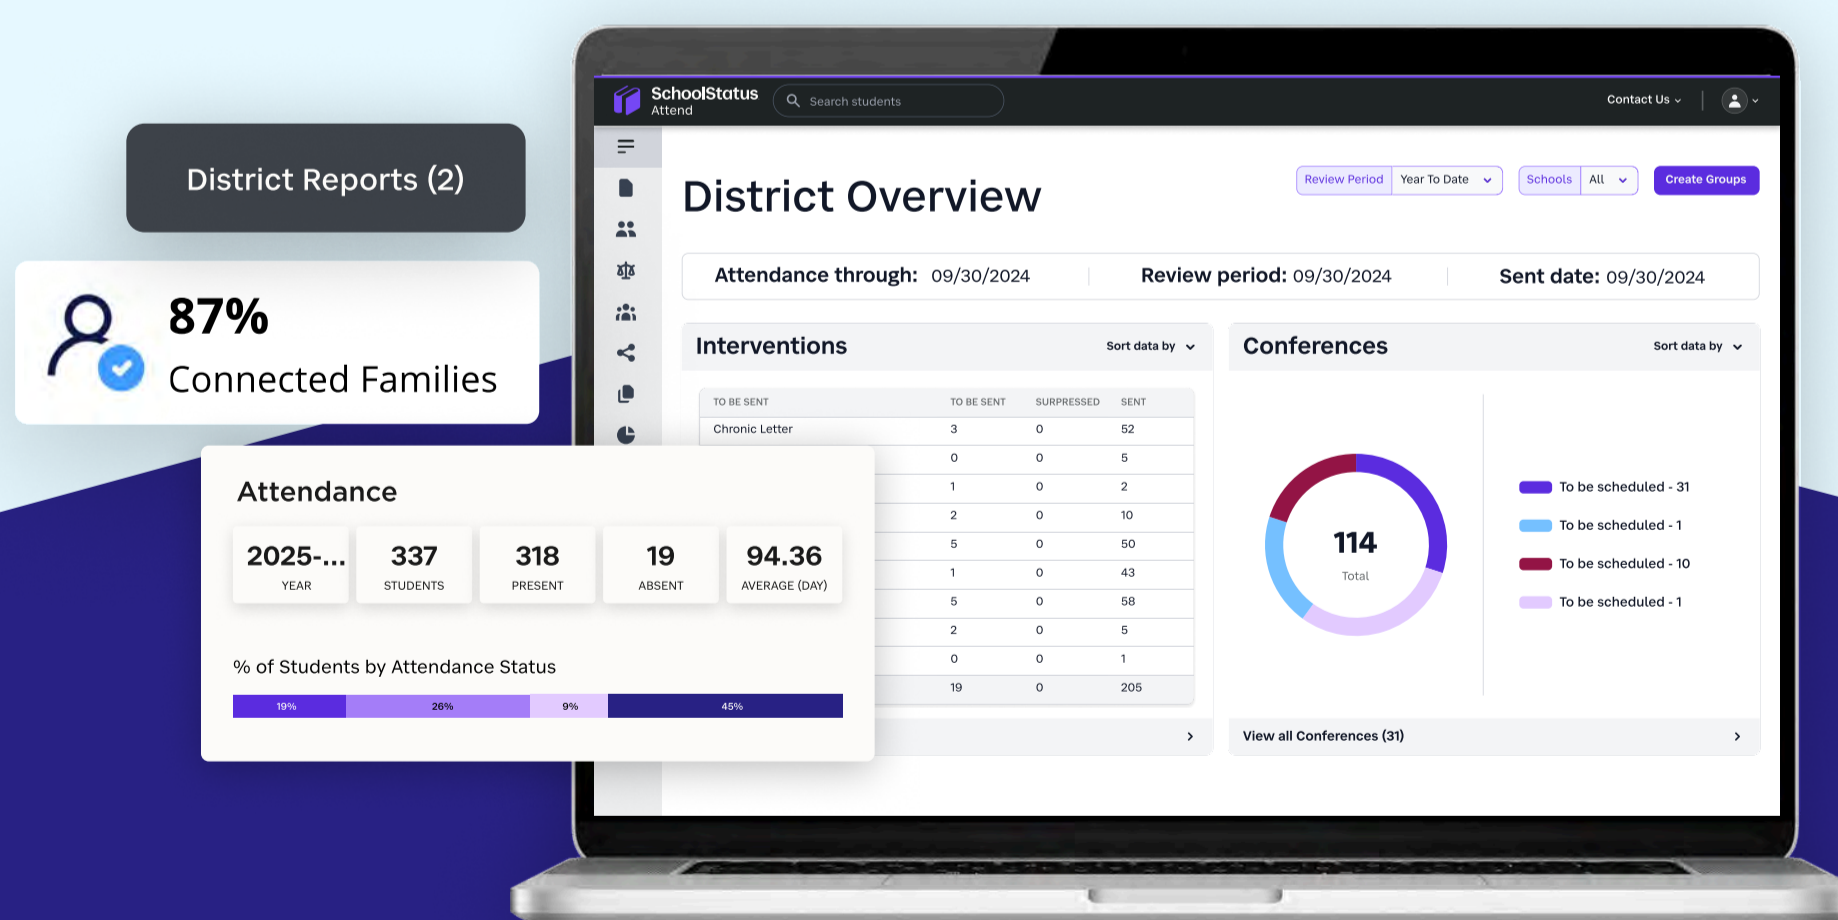 SchoolStatus
Attend
Search students
Contact Us
District Reports (2)
87%
Connected Families
District Overview
Review Period Year To Date
Schools All
Create Groups
Attendance through: 09/30/2024
Review period: 09/30/2024
Sent date: 09/30/2024
Interventions
Sort data by
TO BE SENT TO BE SENT SURPRESSED SENT
Chronic Letter 3 0 52
0 0 5
1 0 2
2 0 10
5 0 50
1 0 43
5 0 58
2 0 5
0 0 1
19 0 205
Conferences
Sort data by
114
Total
To be scheduled - 31
To be scheduled - 1
To be scheduled - 10
To be scheduled - 1
View all Conferences (31)
Attendance
2025-...
YEAR
337
STUDENTS
318
PRESENT
19
ABSENT
94.36
AVERAGE (DAY)
% of Students by Attendance Status
19% 26% 9% 45%